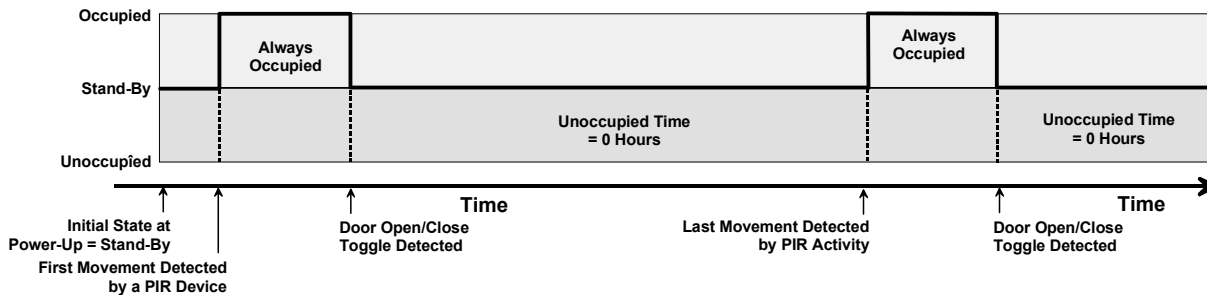 Occupied
Always
Occupied
Always
Occupied
Stand-By
Unoccupied Time
= 0 Hours
Unoccupied Time
= 0 Hours
Unoccupied
Time
Time
Initial State at
Power-Up = Stand-By
First Movement Detected
by a PIR Device
Door Open/Close
Toggle Detected
Last Movement Detected
by PIR Activity
Door Open/Close
Toggle Detected